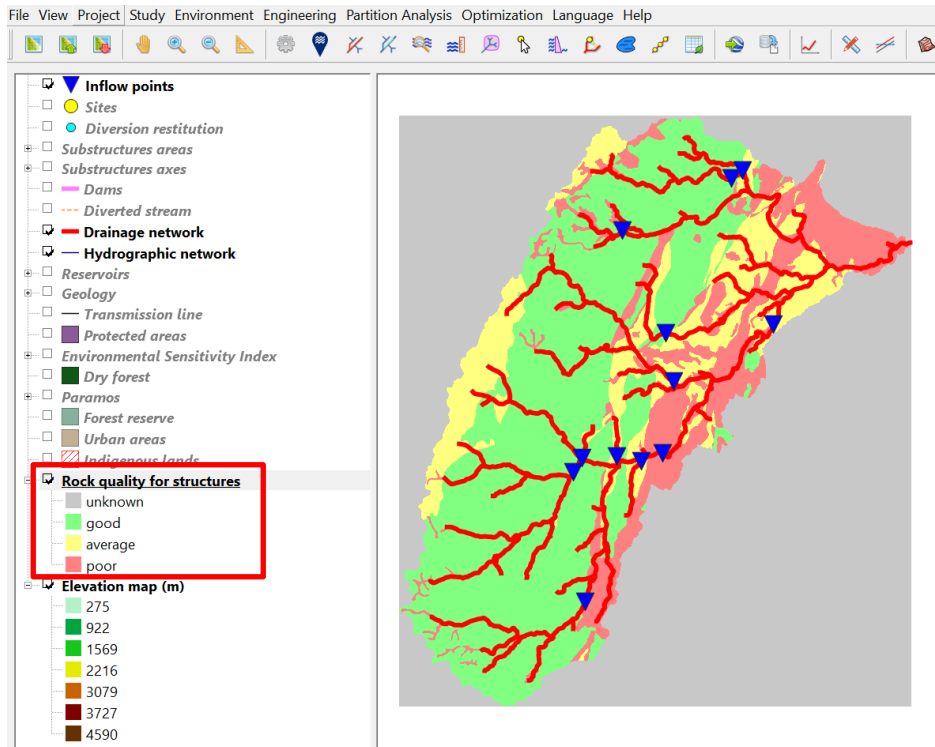 File View Project Study Environment Engineering Partition Analysis Optimization Language Help
Inflow points
Sites
Diversion restitution
Substructures areas
Substructures axes
Dams
Diverted stream
Drainage network
Hydrographic network
Reservoirs
Geology
Transmission line
Protected areas
Environmental Sensitivity Index
Dry forest
Paramos
Forest reserve
Urban areas
Indigenous lands
Rock quality for structures
unknown
good
average
poor
Elevation map (m)
275
922
1569
2216
3079
3727
4590